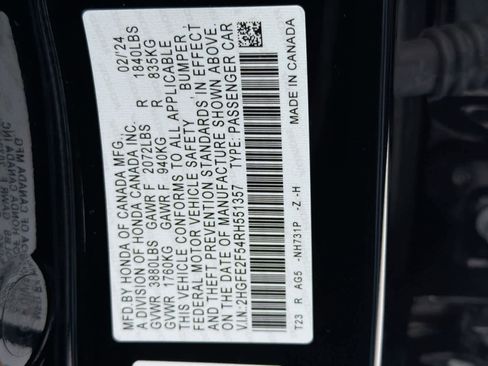 MFD.BY HONDA OF CANADA MFG., 02/24
A DIVISION OF HONDA CANADA INC.
GVWR 3880LBS GAWR F 2072LBS R 1840LBS
GVWR 1760KG GAWR F 940KG R 835KG
THIS VEHICLE CONFORMS TO ALL APPLICABLE
FEDERAL MOTOR VEHICLE SAFETY BUMPER
AND THEFT PREVENTION STANDARDS IN EFFECT
ON THE DATE OF MANUFACTURE SHOWN ABOVE.
V.I.N:2HGFE2F54RH551357 TYPE: PASSENGER CAR
T23 R AG5 -NH731P -Z -H MADE IN CANADA